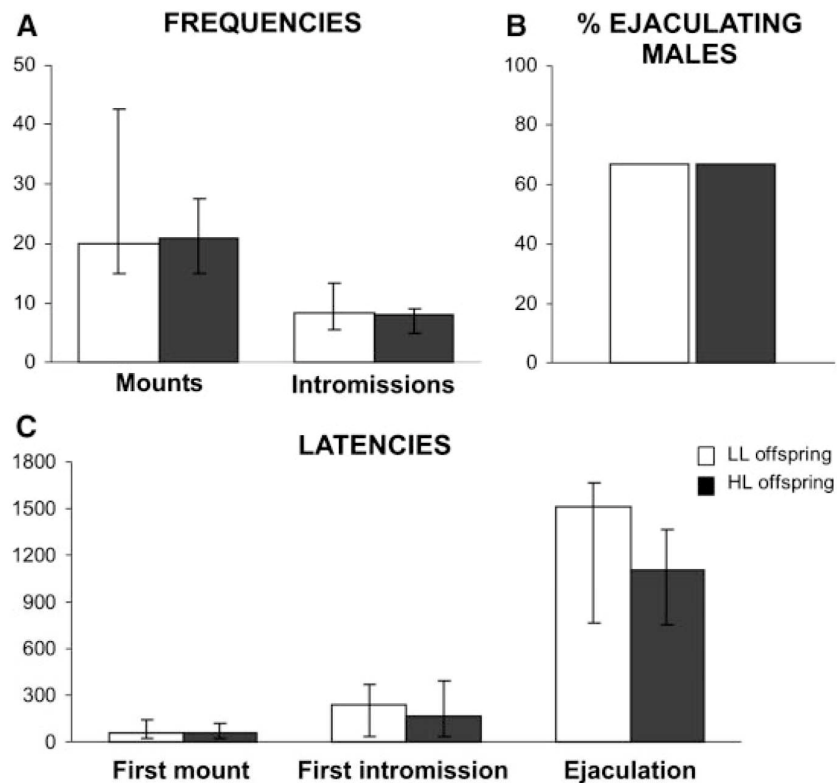 A
FREQUENCIES
50
40
30
20
10
0
Mounts Intromissions
B
% EJACULATING
MALES
100
80
60
40
20
0
C
LATENCIES
1800
1500
1200
900
600
300
0
First mount First intromission Ejaculation
LL offspring
HL offspring